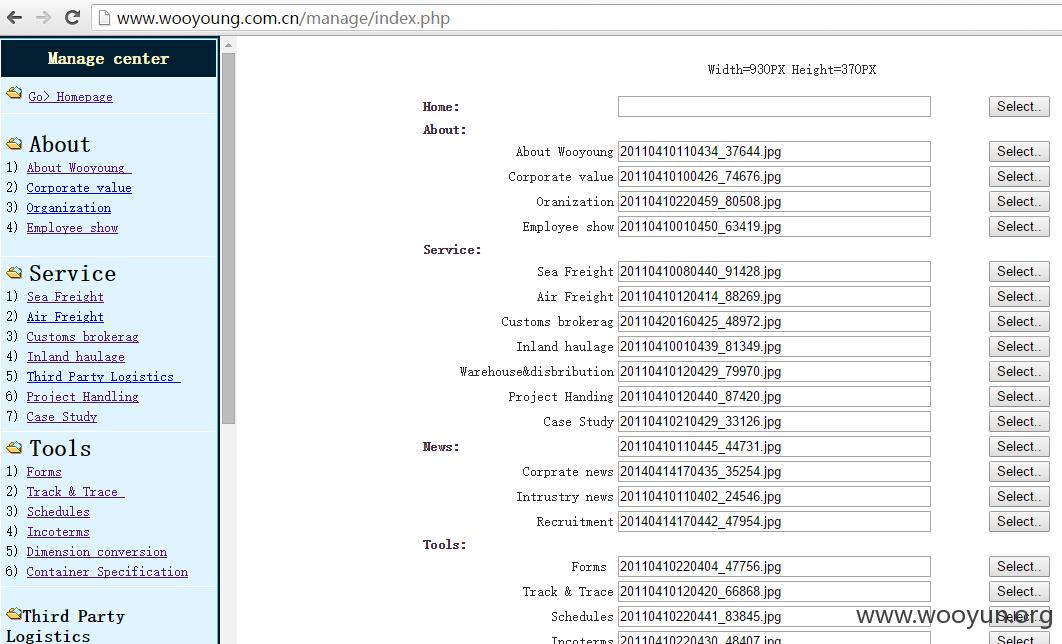 www.wooyoung.com.cn/manage/index.php
Manage center
Go> Homepage
About
1) About Wooyoung
2) Corporate value
3) Organization
4) Employee show
Service
1) Sea Freight
2) Air Freight
3) Customs brokerag
4) Inland haulage
5) Third Party Logistics
6) Project Handling
7) Case Study
Tools
1) Forms
2) Track & Trace
3) Schedules
4) Incoterms
5) Dimension conversion
6) Container Specification
Third Party
Logistics
Width=930PX Height=370PX
Home: Select..
About:
About Wooyoung 20110410110434_37644.jpg Select..
Corporate value 20110410100426_74676.jpg Select..
Oranization 20110410220459_80508.jpg Select..
Employee show 20110410010450_63419.jpg Select..
Service:
Sea Freight 20110410080440_91428.jpg Select..
Air Freight 20110410120414_88269.jpg Select..
Customs brokerag 20110420160425_48972.jpg Select..
Inland haulage 20110410010439_81349.jpg Select..
Warehouse&disbribution 20110410120429_79970.jpg Select..
Project Handing 20110410120440_87420.jpg Select..
Case Study 20110410210429_33126.jpg Select..
News: 20110410110445_44731.jpg Select..
Corprate news 20140414170435_35254.jpg Select..
Intrustry news 20110410110402_24546.jpg Select..
Recruitment 20140414170442_47954.jpg Select..
Tools:
Forms 20110410220404_47756.jpg Select..
Track & Trace 20110410120420_66868.jpg Select..
Schedules 20110410220441_83845.jpg Select..
Incoterms 20110410220430_48407.jpg Select..
www.wooyun.org